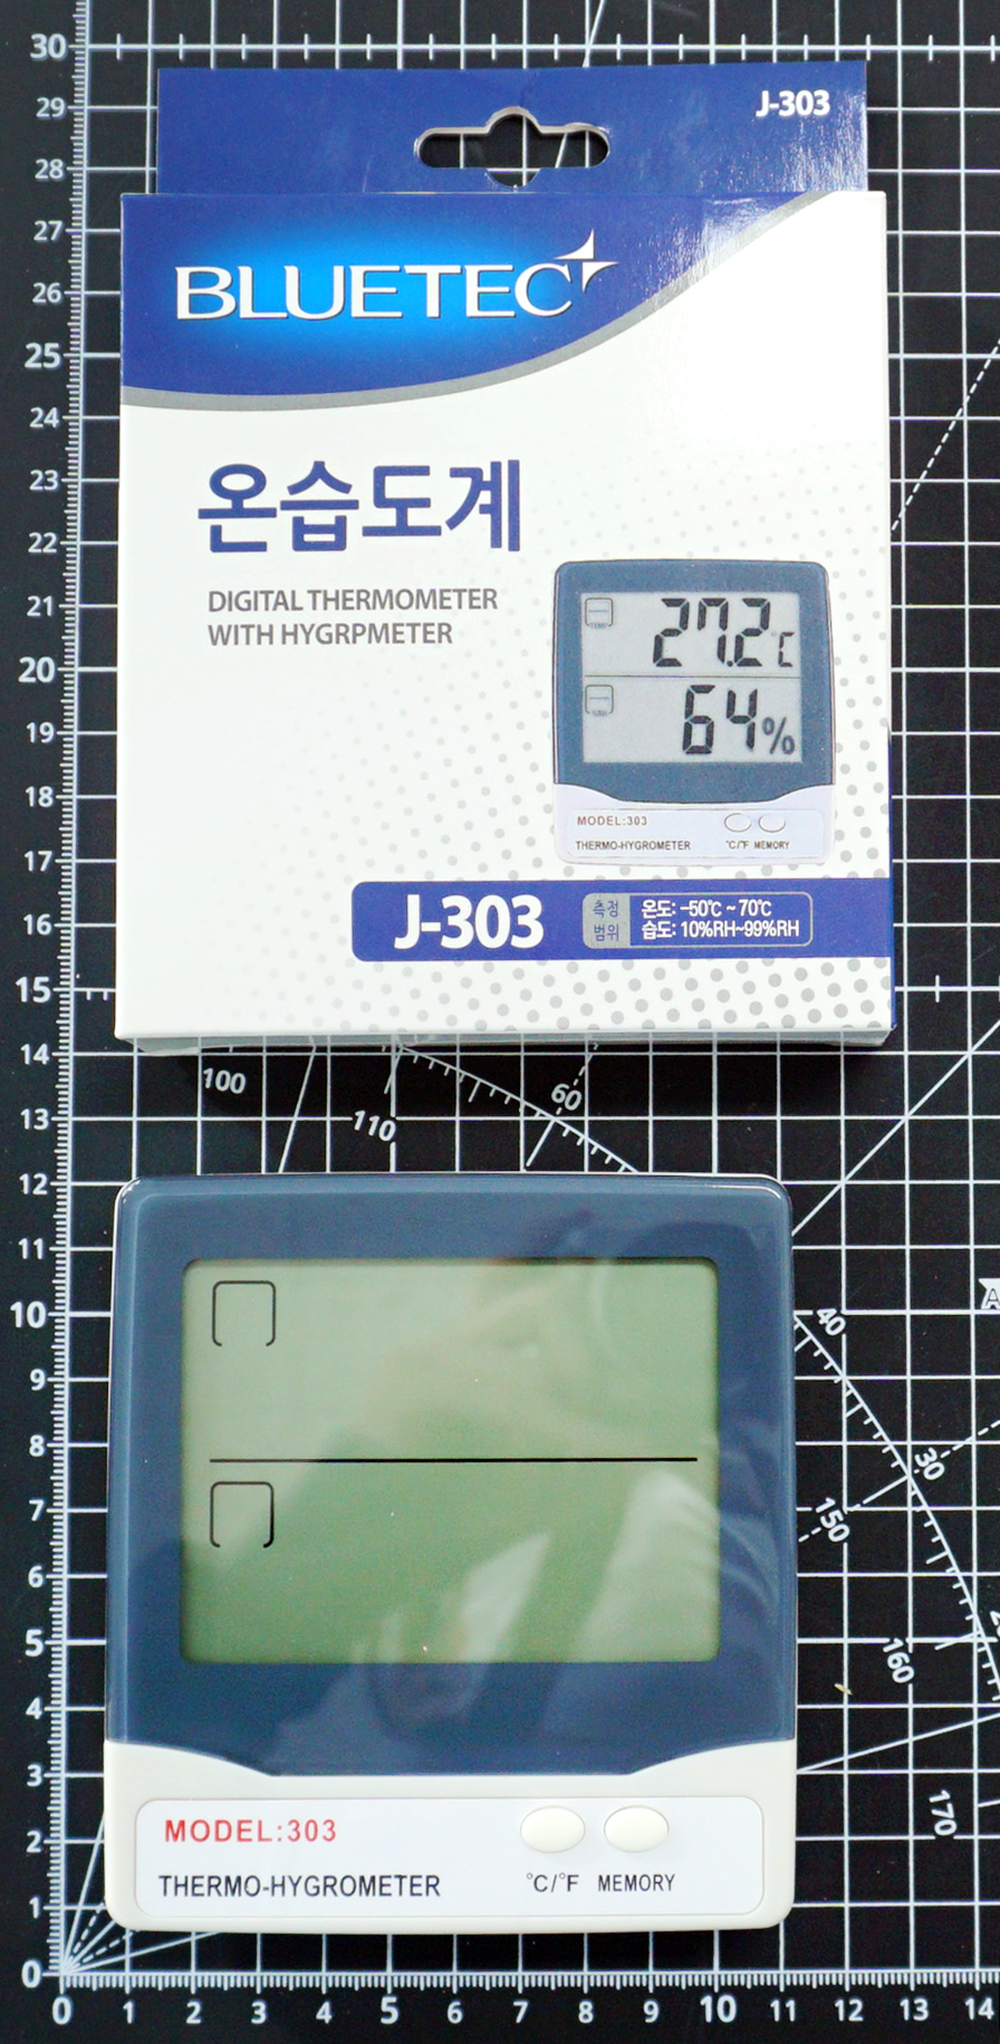 J-303
BLUETEC
온습도계
DIGITAL THERMOMETER
WITH HYGRPMETER
27.2℃
64%
MODEL:303
THERMO-HYGROMETER
℃/℉ MEMORY
J-303
측정
범위
온도: -50℃ ~ 70℃
습도: 10%RH~99%RH
30
29
28
27
26
25
24
23
22
21
20
19
18
17
16
15
14
13
12
11
10
9
8
7
6
5
4
3
2
1
0
100
110
60
40
30
150
160
170
MODEL:303
THERMO-HYGROMETER
°C/°F MEMORY
0 1 2 3 4 5 6 7 8 9 10 11 12 13 14